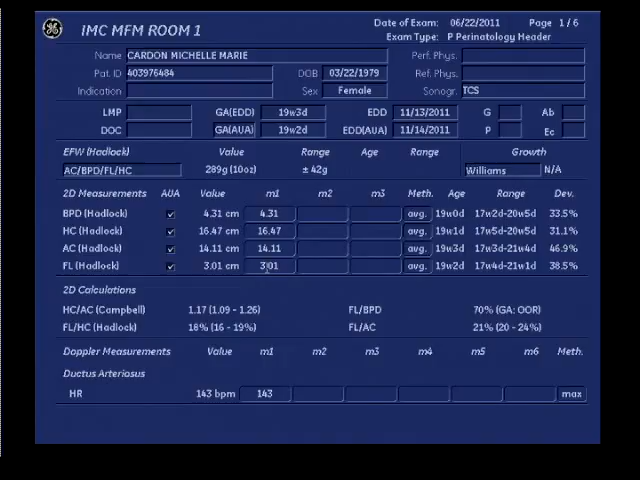 IMC MFM ROOM 1
Date of Exam: 06/22/2011 Page 1 / 6
Exam Type: P Perinatology Header
Name CARDON MICHELLE MARIE Perf. Phys.
Pat. ID 403976484 DOB 03/22/1979 Ref. Phys.
Indication Sex Female Sonogr. TCS
LMP GA(EDD) 19w3d EDD 11/13/2011 G Ab
DOC GA(AUA) 19w2d EDD(AUA) 11/14/2011 P Ec
EFW (Hadlock) Value Range Age Range Growth
AC/BPD/FL/HC 289g (10oz) ± 42g Williams N/A
2D Measurements AUA Value m1 m2 m3 Meth. Age Range Dev.
BPD (Hadlock) 4.31 cm 4.31 avg. 19w0d 17w2d-20w5d 33.5%
HC (Hadlock) 16.47 cm 16.47 avg. 19w1d 17w5d-20w5d 31.1%
AC (Hadlock) 14.11 cm 14.11 avg. 19w3d 17w3d-21w4d 46.9%
FL (Hadlock) 3.01 cm 3.01 avg. 19w2d 17w4d-21w1d 38.5%
2D Calculations
HC/AC (Campbell) 1.17 (1.09 - 1.26) FL/BPD 70% (GA: OOR)
FL/HC (Hadlock) 18% (16 - 19%) FL/AC 21% (20 - 24%)
Doppler Measurements Value m1 m2 m3 m4 m5 m6 Meth.
Ductus Arteriosus
HR 143 bpm 143 max